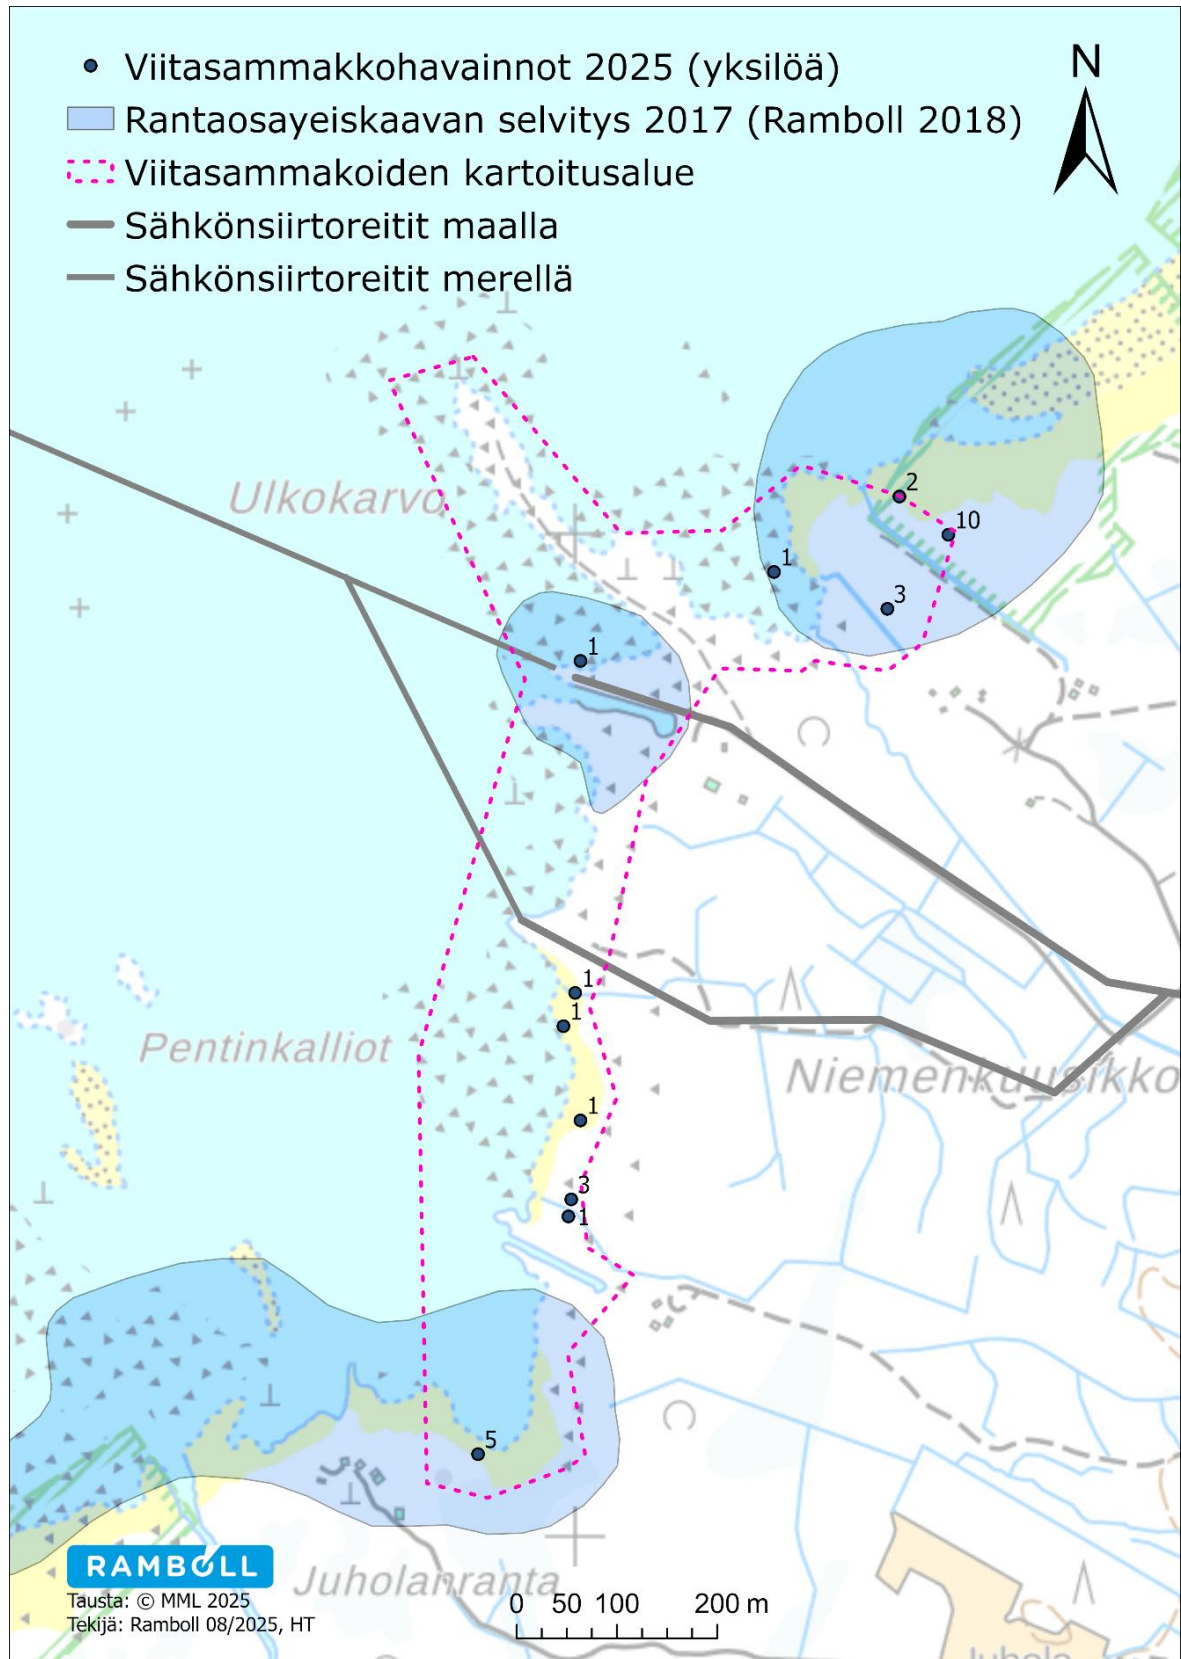 Viitasammakkohavainnot 2025 (yksilöä)
Rantaosayeiskaavan selvitys 2017 (Ramboll 2018)
Viitasammakoiden kartoitusalue
Sähkönsiirtoreitit maalla
Sähkönsiirtoreitit merellä
N
Ulkokarvo
2
10
1
3
1
1
1
Pentinkalliot
Niemenkuusikko
1
3
1
5
RAMBOLL
Juholanranta
Tausta: © MML 2025
Tekijä: Ramboll 08/2025, HT
0 50 100 200 m